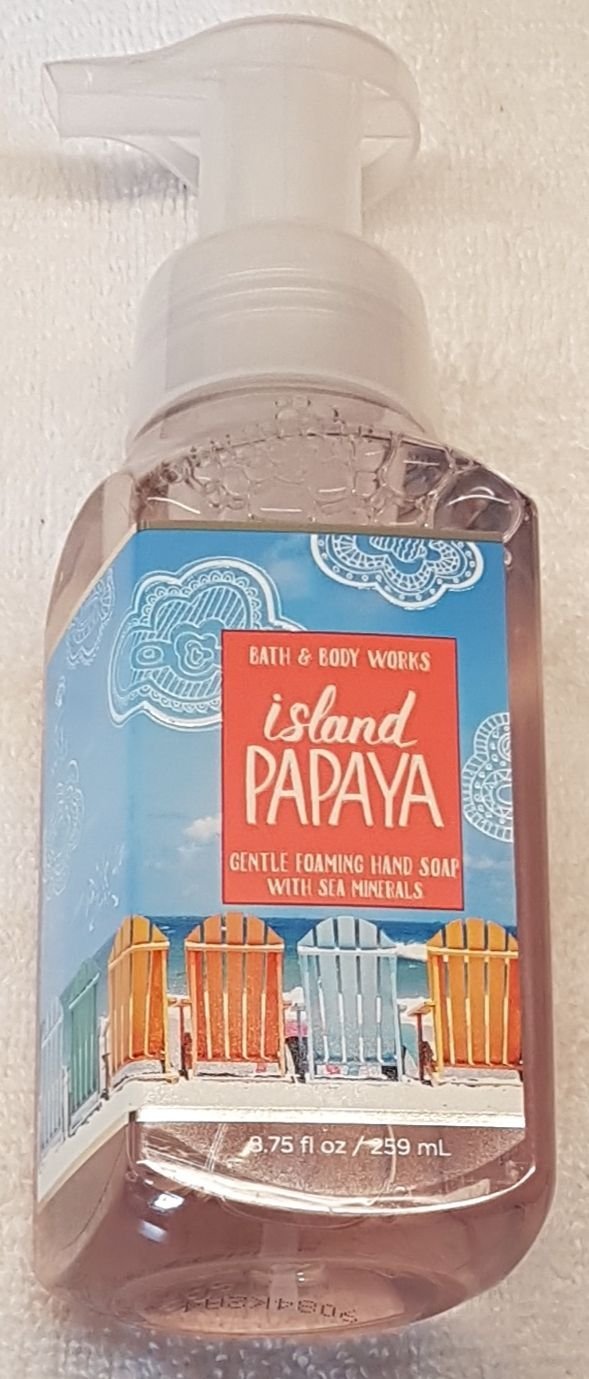 BATH & BODY WORKS
island
PAPAYA
GENTLE FOAMING HAND SOAP
WITH SEA MINERALS
8.75 fl oz / 259 mL